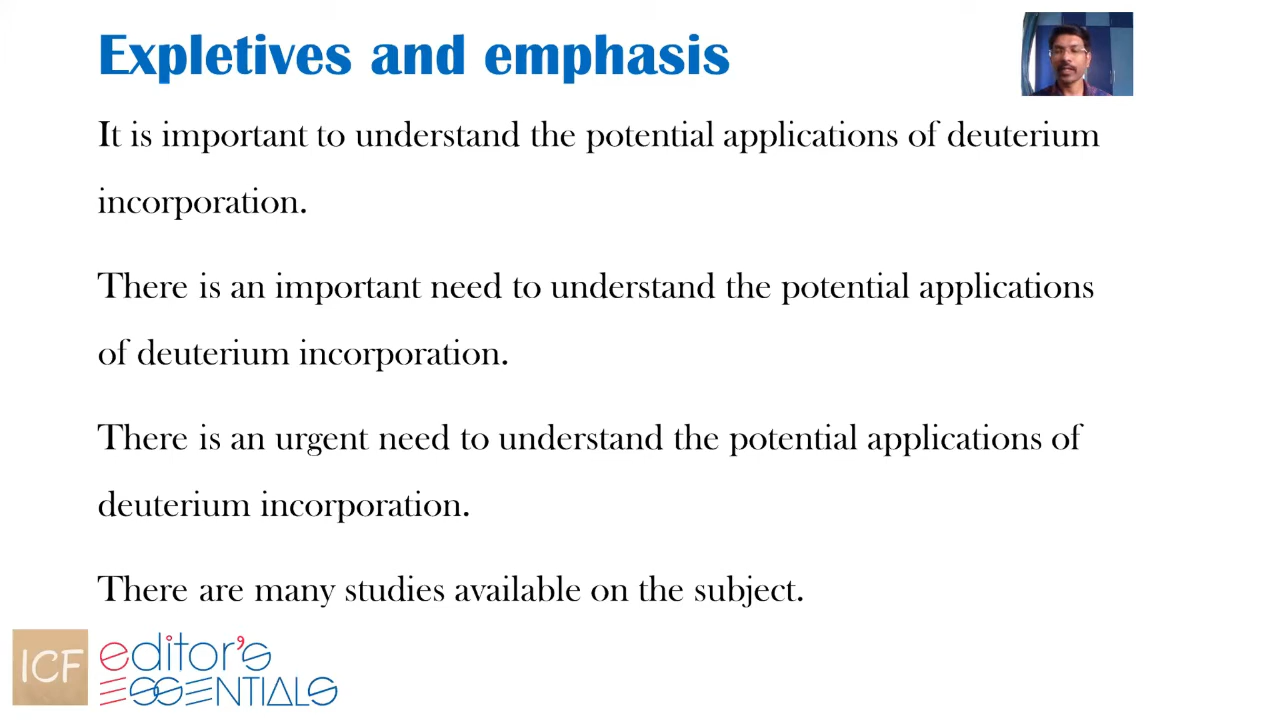 Expletives and emphasis
It is important to understand the potential applications of deuterium
incorporation.
There is an important need to understand the potential applications
of deuterium incorporation.
There is an urgent need to understand the potential applications of
deuterium incorporation.
There are many studies available on the subject.
ICF editor's
ESSENTIALS